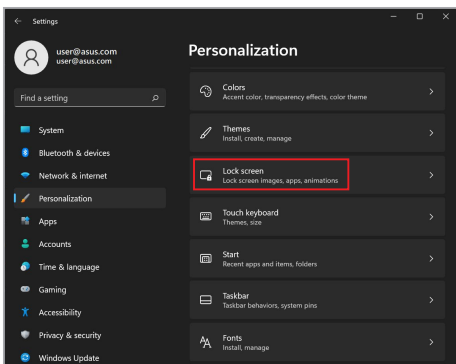 Settings
user@asus.com
user@asus.com
Find a setting
System
Bluetooth & devices
Network & internet
Personalization
Apps
Accounts
Time & language
Gaming
Accessibility
Privacy & security
Windows Update
Personalization
Colors
Accent color, transparency effects, color theme
Themes
Install, create, manage
Lock screen
Lock screen images, apps, animations
Touch keyboard
Themes, size
Start
Recent apps and items, folders
Taskbar
Taskbar behaviors, system pins
Fonts
Install, manage